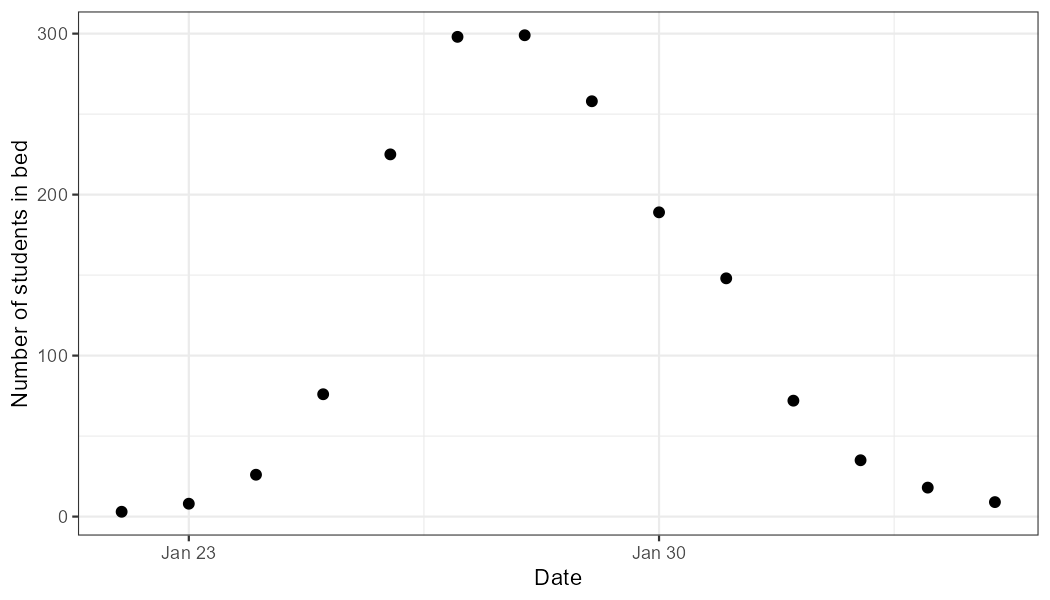 300
200
100
0
Number of students in bed
Jan 23
Jan 30
Date